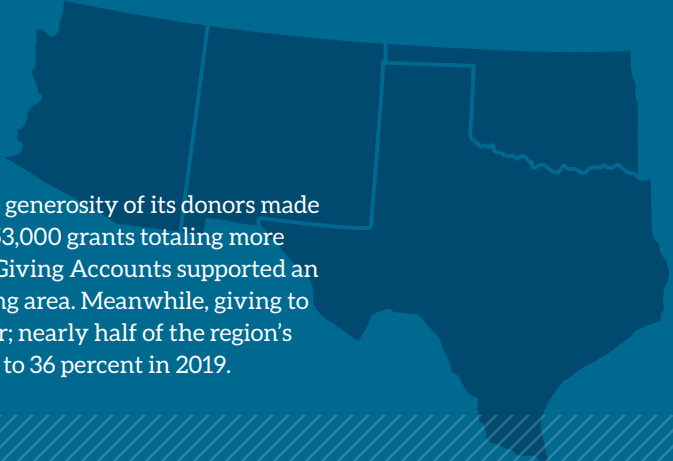 generosity of its donors made
53,000 grants totaling more
Giving Accounts supported an
ng area. Meanwhile, giving to
r; nearly half of the region's
to 36 percent in 2019.